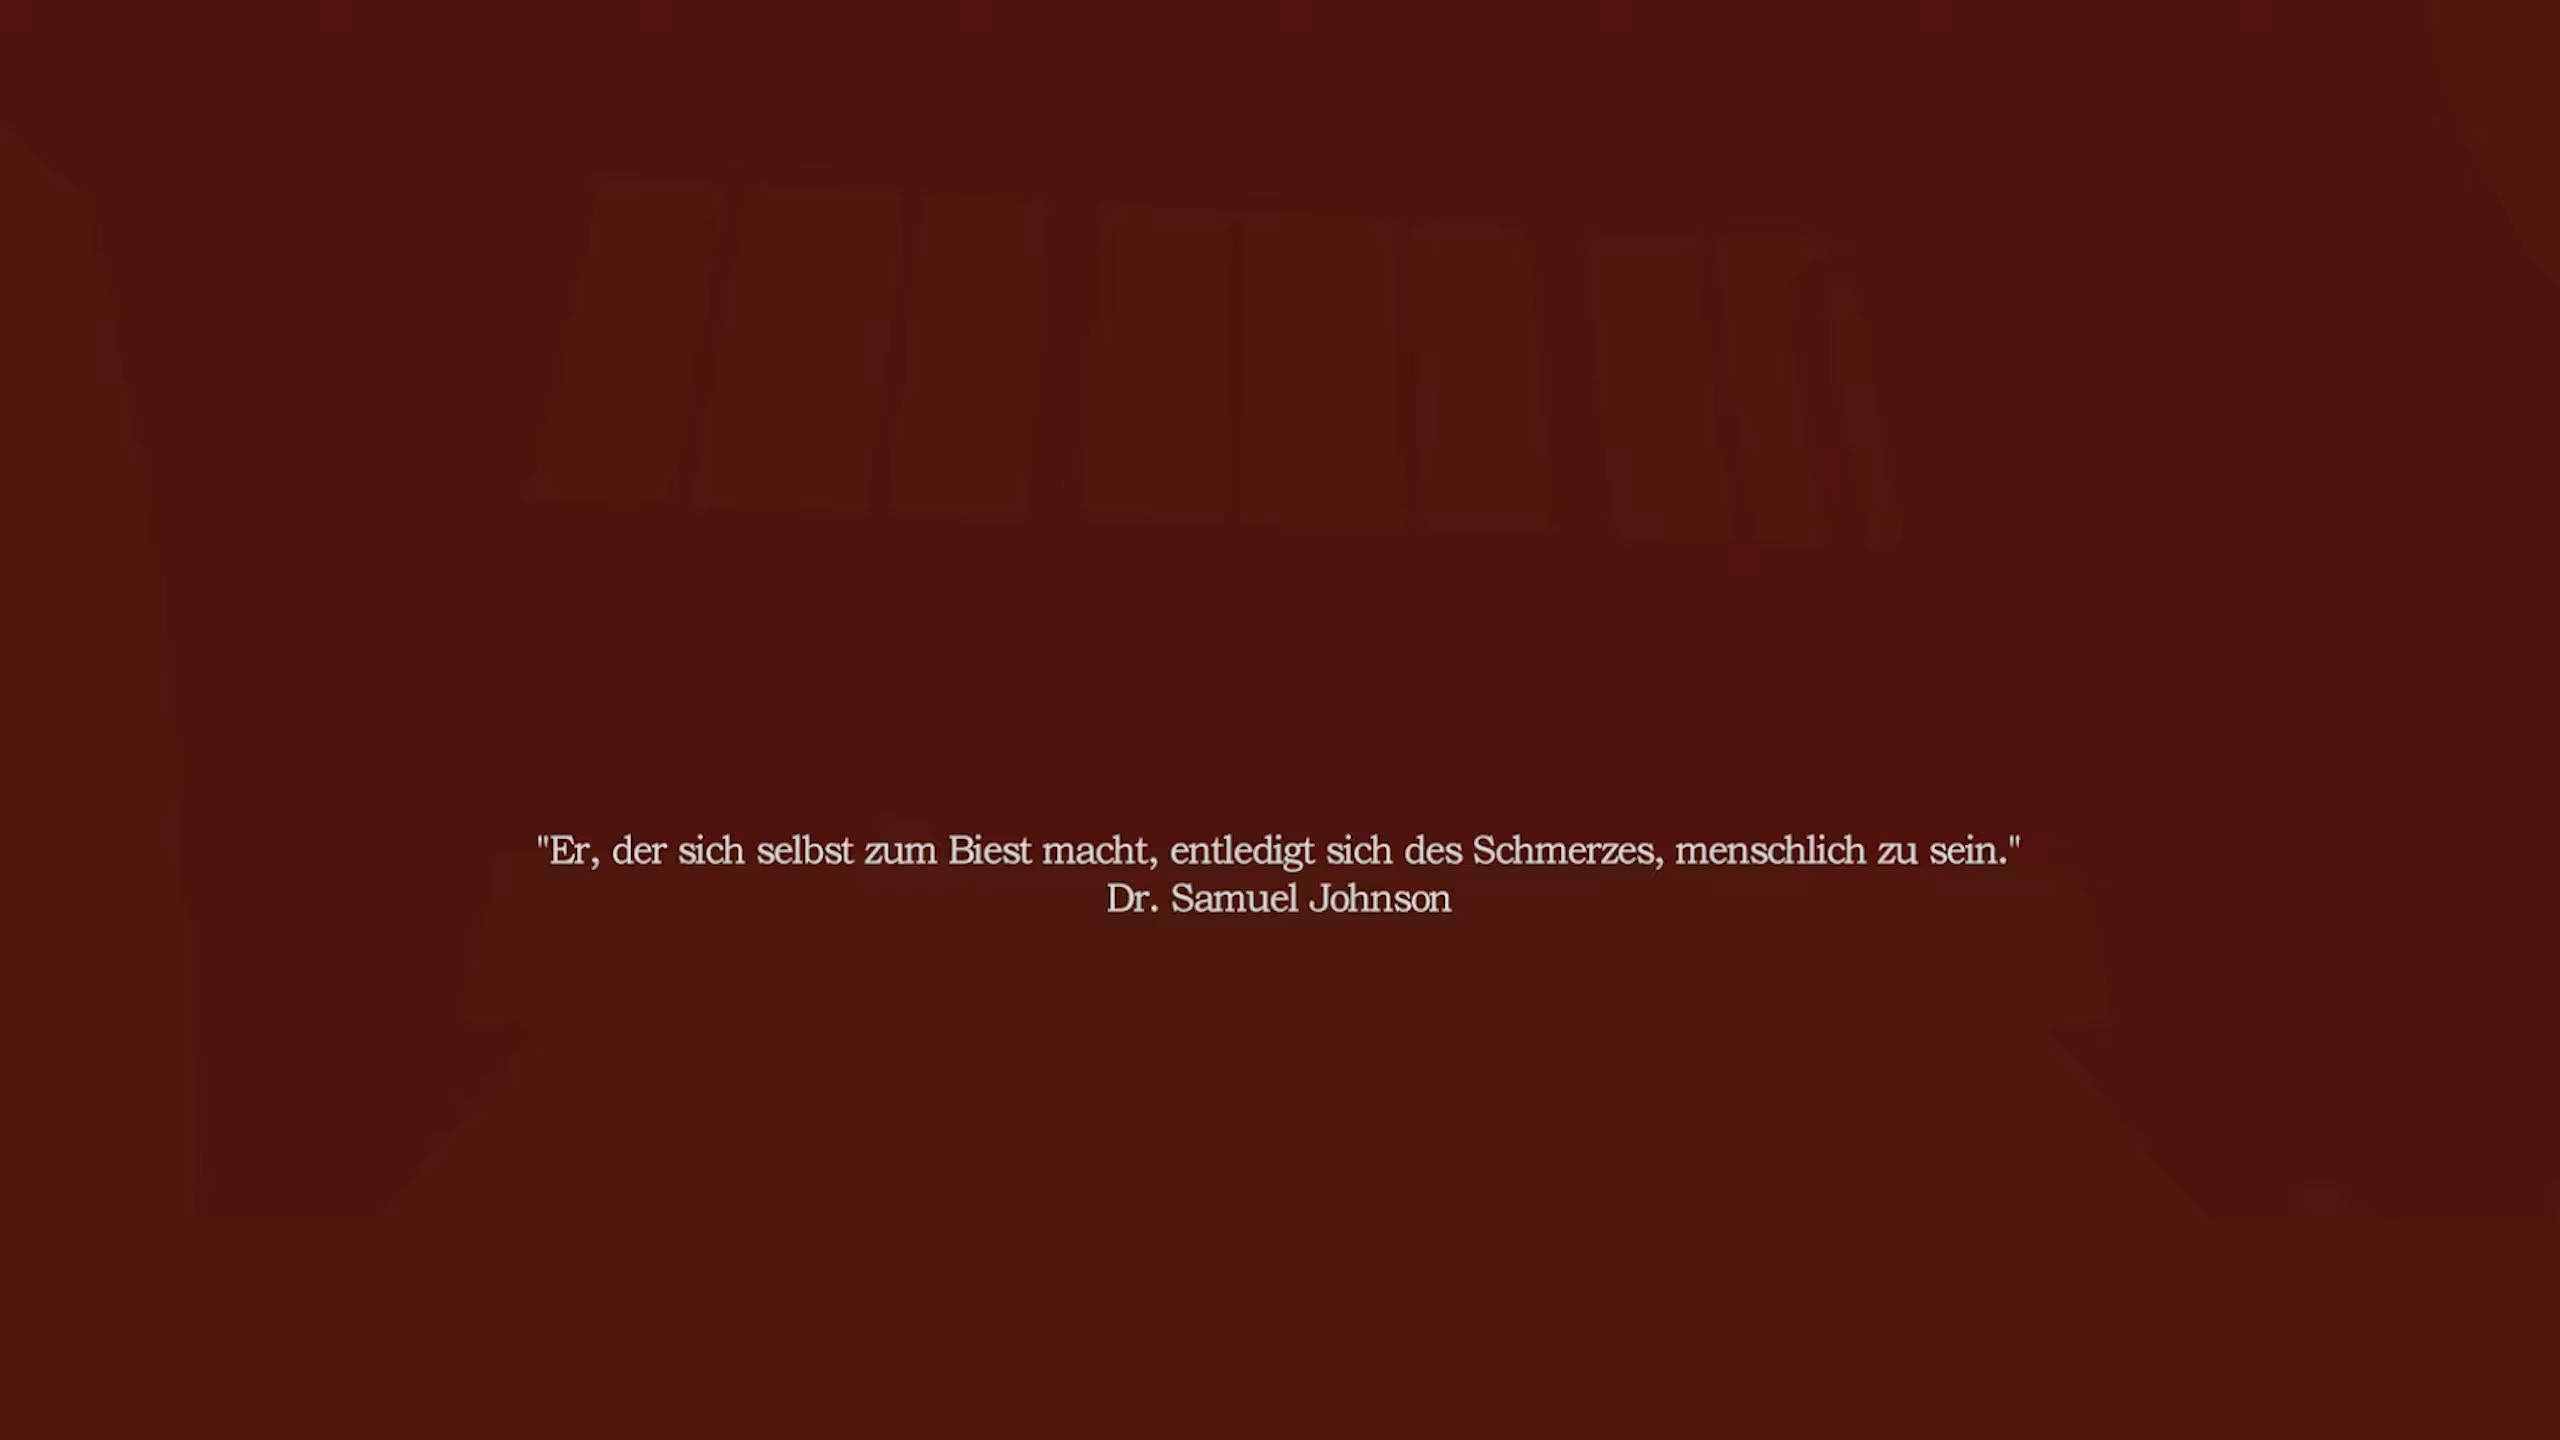 "Er, der sich selbst zum Biest macht, entledigt sich des Schmerzes, menschlich zu sein."
Dr. Samuel Johnson